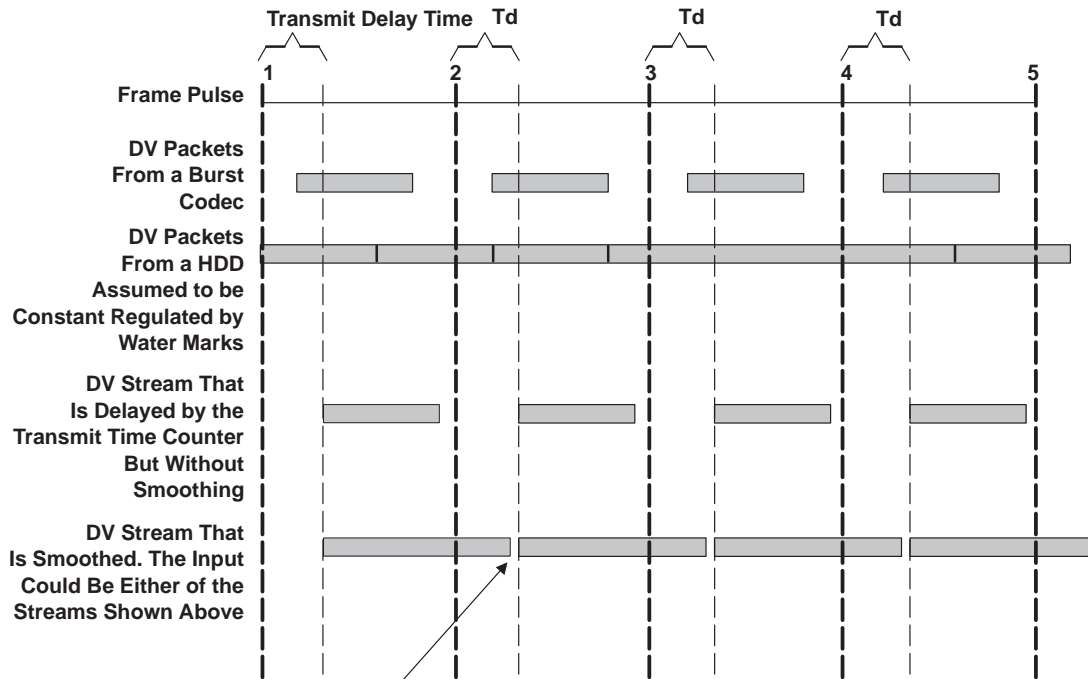 Transmit Delay Time Td Td Td
1 2 3 4 5
Frame Pulse
DV Packets
From a Burst
Codec
DV Packets
From a HDD
Assumed to be
Constant Regulated by
Water Marks
DV Stream That
Is Delayed by the
Transmit Time Counter
But Without
Smoothing
DV Stream That
Is Smoothed. The Input
Could Be Either of the
Streams Shown Above